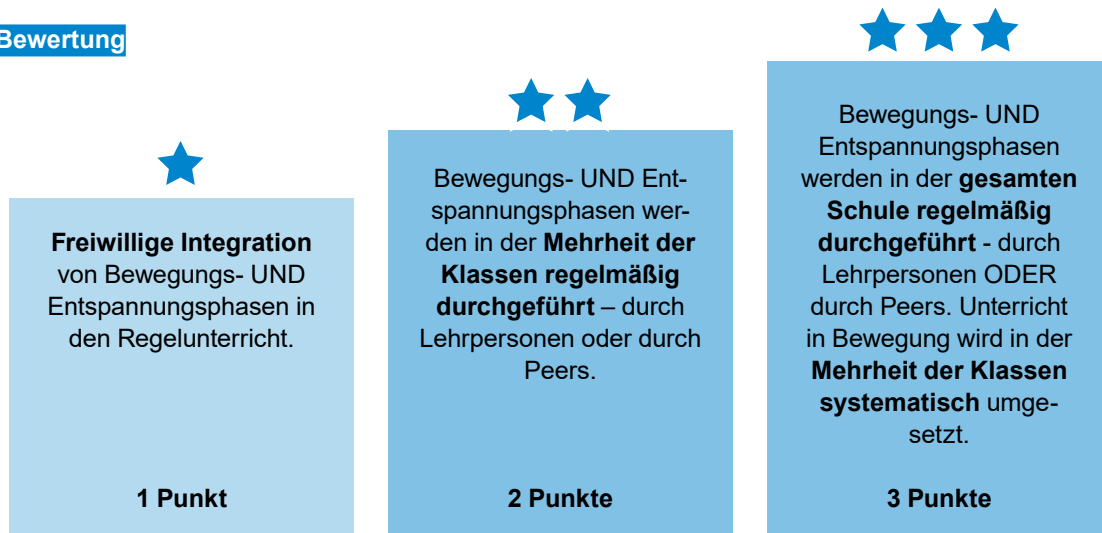 Bewertung
Freiwillige Integration
von Bewegungs- UND
Entspannungsphasen in
den Regelunterricht.
1 Punkt
Bewegungs- UND Ent-
spannungsphasen wer-
den in der Mehrheit der
Klassen regelmäßig
durchgeführt – durch
Lehrpersonen oder durch
Peers.
2 Punkte
Bewegungs- UND
Entspannungsphasen
werden in der gesamten
Schule regelmäßig
durchgeführt - durch
Lehrpersonen ODER
durch Peers. Unterricht
in Bewegung wird in der
Mehrheit der Klassen
systematisch umge-
setzt.
3 Punkte